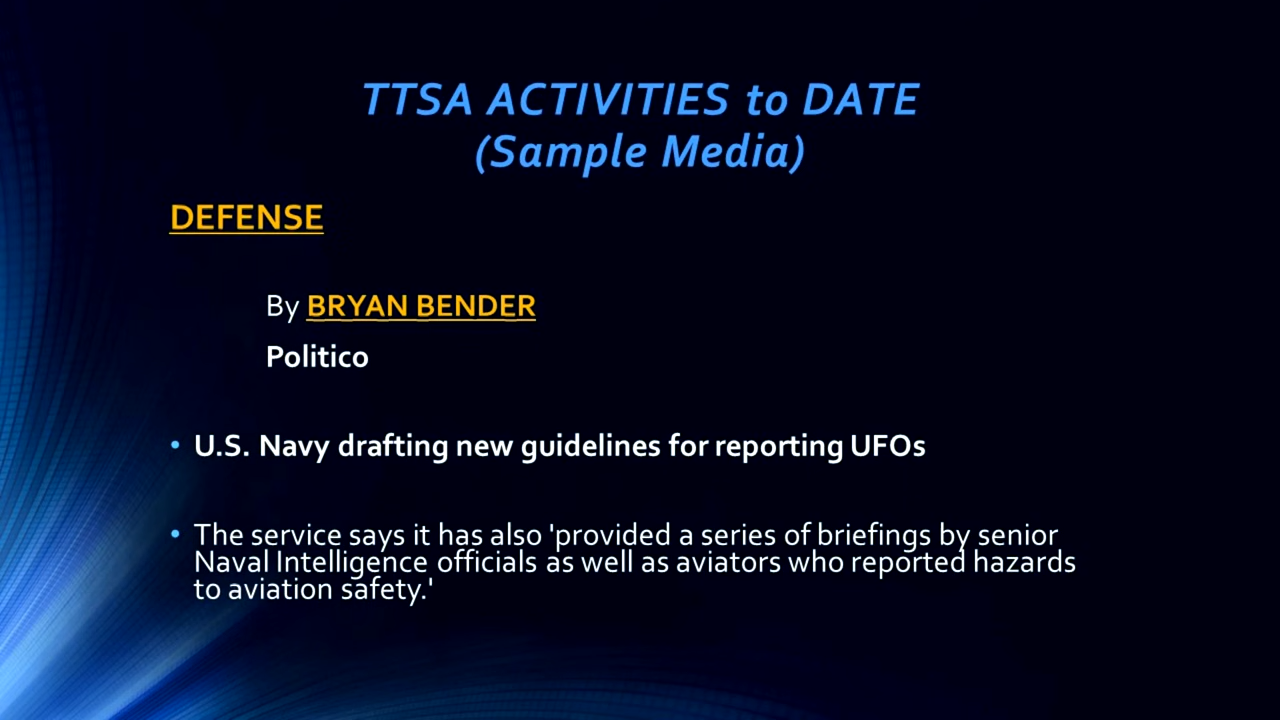 TTSA ACTIVITIES to DATE
(Sample Media)
DEFENSE
By BRYAN BENDER
Politico
• U.S. Navy drafting new guidelines for reporting UFOs
• The service says it has also 'provided a series of briefings by senior
Naval Intelligence officials as well as aviators who reported hazards
to aviation safety.'